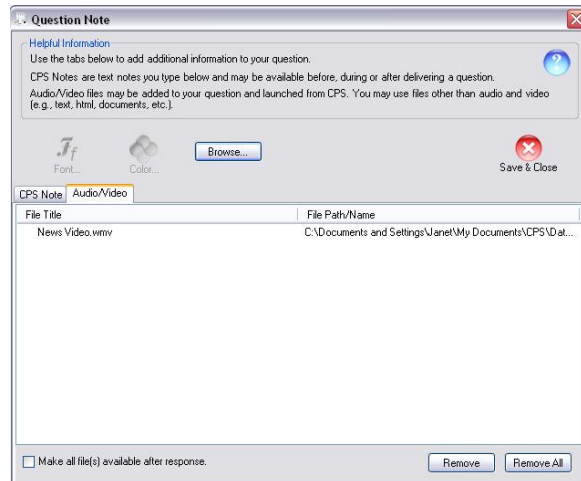 Question Note
Helpful Information
Use the tabs below to add additional information to your question.
CPS Notes are text notes you type below and may be available before, during or after delivering a question.
Audio/Video files may be added to your question and launched from CPS. You may use files other than audio and video
(e.g., text, html, documents, etc.).
Font...
Color...
Browse...
Save & Close
CPS Note
Audio/Video
File Title
File Path/Name
News Video.wmv
C:\Documents and Settings\Janet\My Documents\CPS\Dat...
Make all file(s) available after response.
Remove
Remove All